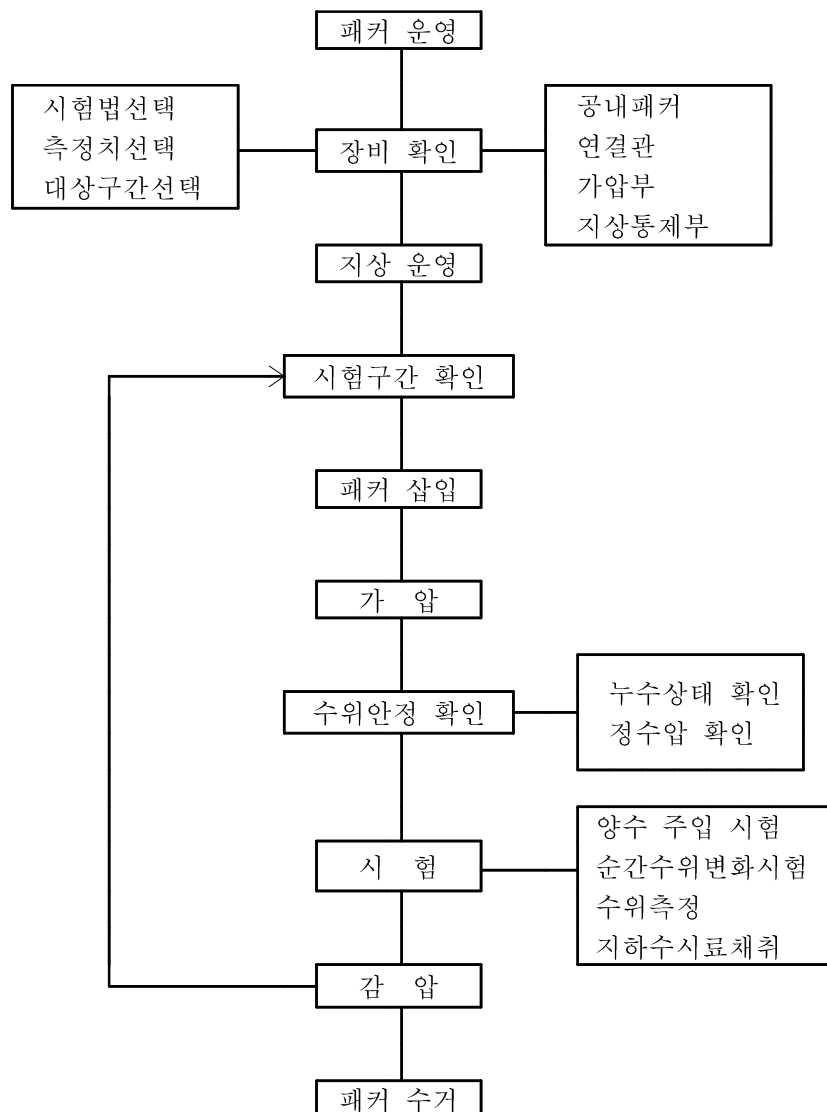 패커 운영
시험법선택
측정치선택
대상구간선택
장비 확인
공내패커
연결관
가압부
지상통제부
지상 운영
시험구간 확인
패커 삽입
가 압
수위안정 확인
누수상태 확인
정수압 확인
시 험
양수 주입 시험
순간수위변화시험
수위측정
지하수시료채취
감 압
패커 수거